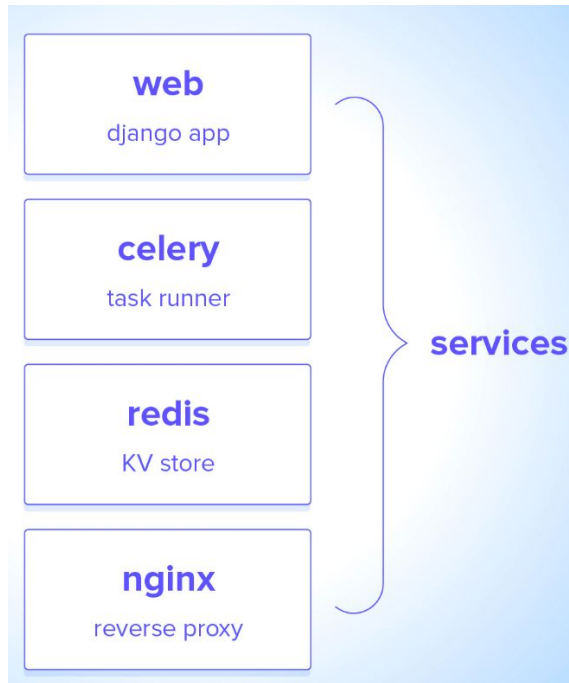 web
django app
celery
task runner
services
redis
KV store
nginx
reverse proxy